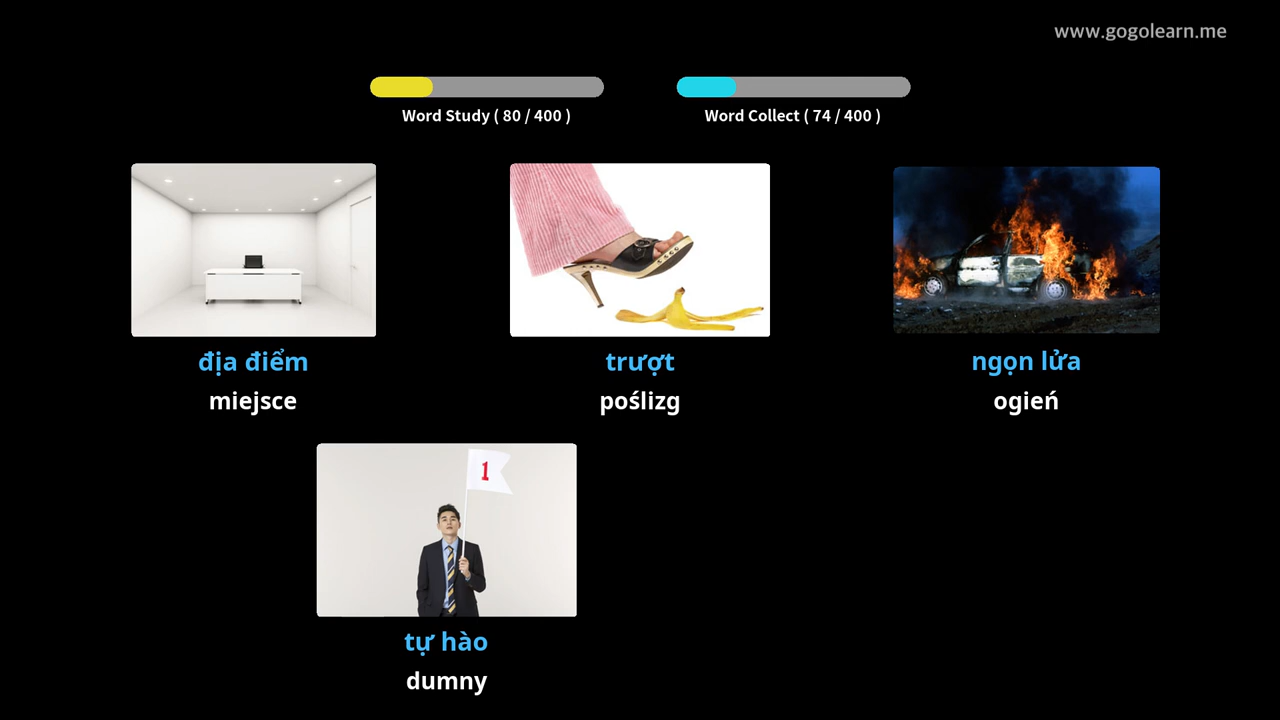 www.gogolearn.me
Word Study ( 80 / 400 )
Word Collect ( 74 / 400 )
địa điểm
miejsce
trượt
poślizg
ngọn lửa
ogień
1
tự hào
dumny